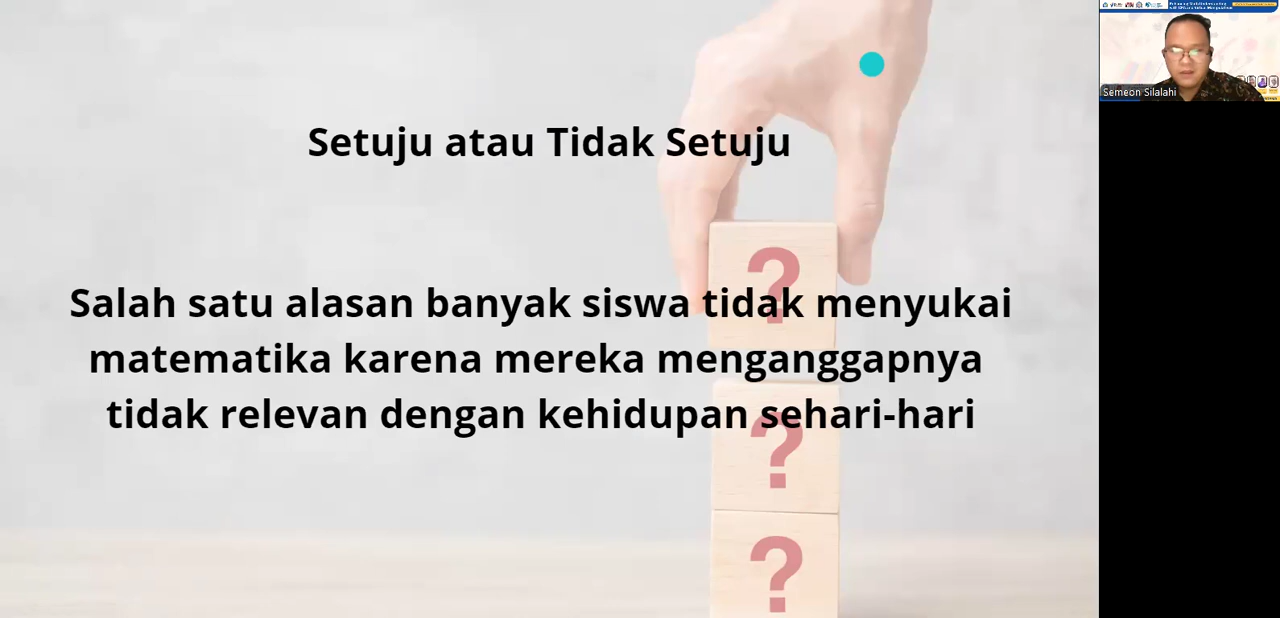 Setuju atau Tidak Setuju
Salah satu alasan banyak siswa tidak menyukai
matematika karena mereka menganggapnya
tidak relevan dengan kehidupan sehari-hari
?
?
?
Semeon Silalahi